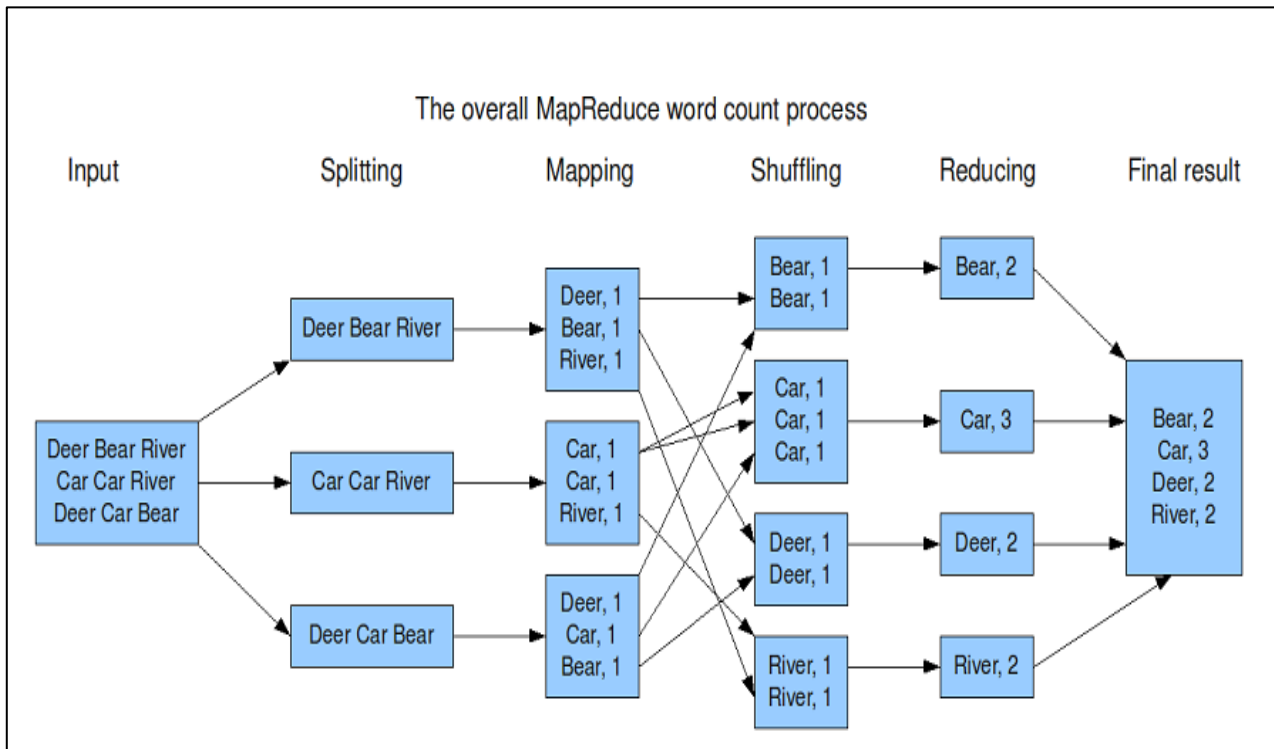 The overall MapReduce word count process
Input
Splitting
Mapping
Shuffling
Reducing
Final result
Deer Bear River
Car Car River
Deer Car Bear
Deer Bear River
Car Car River
Deer Car Bear
Deer, 1
Bear, 1
River, 1
Car, 1
Car, 1
River, 1
Deer, 1
Car, 1
Bear, 1
Bear, 1
Bear, 1
Car, 1
Car, 1
Car, 1
Deer, 1
Deer, 1
River, 1
River, 1
Bear, 2
Car, 3
Deer, 2
River, 2
Bear, 2
Car, 3
Deer, 2
River, 2